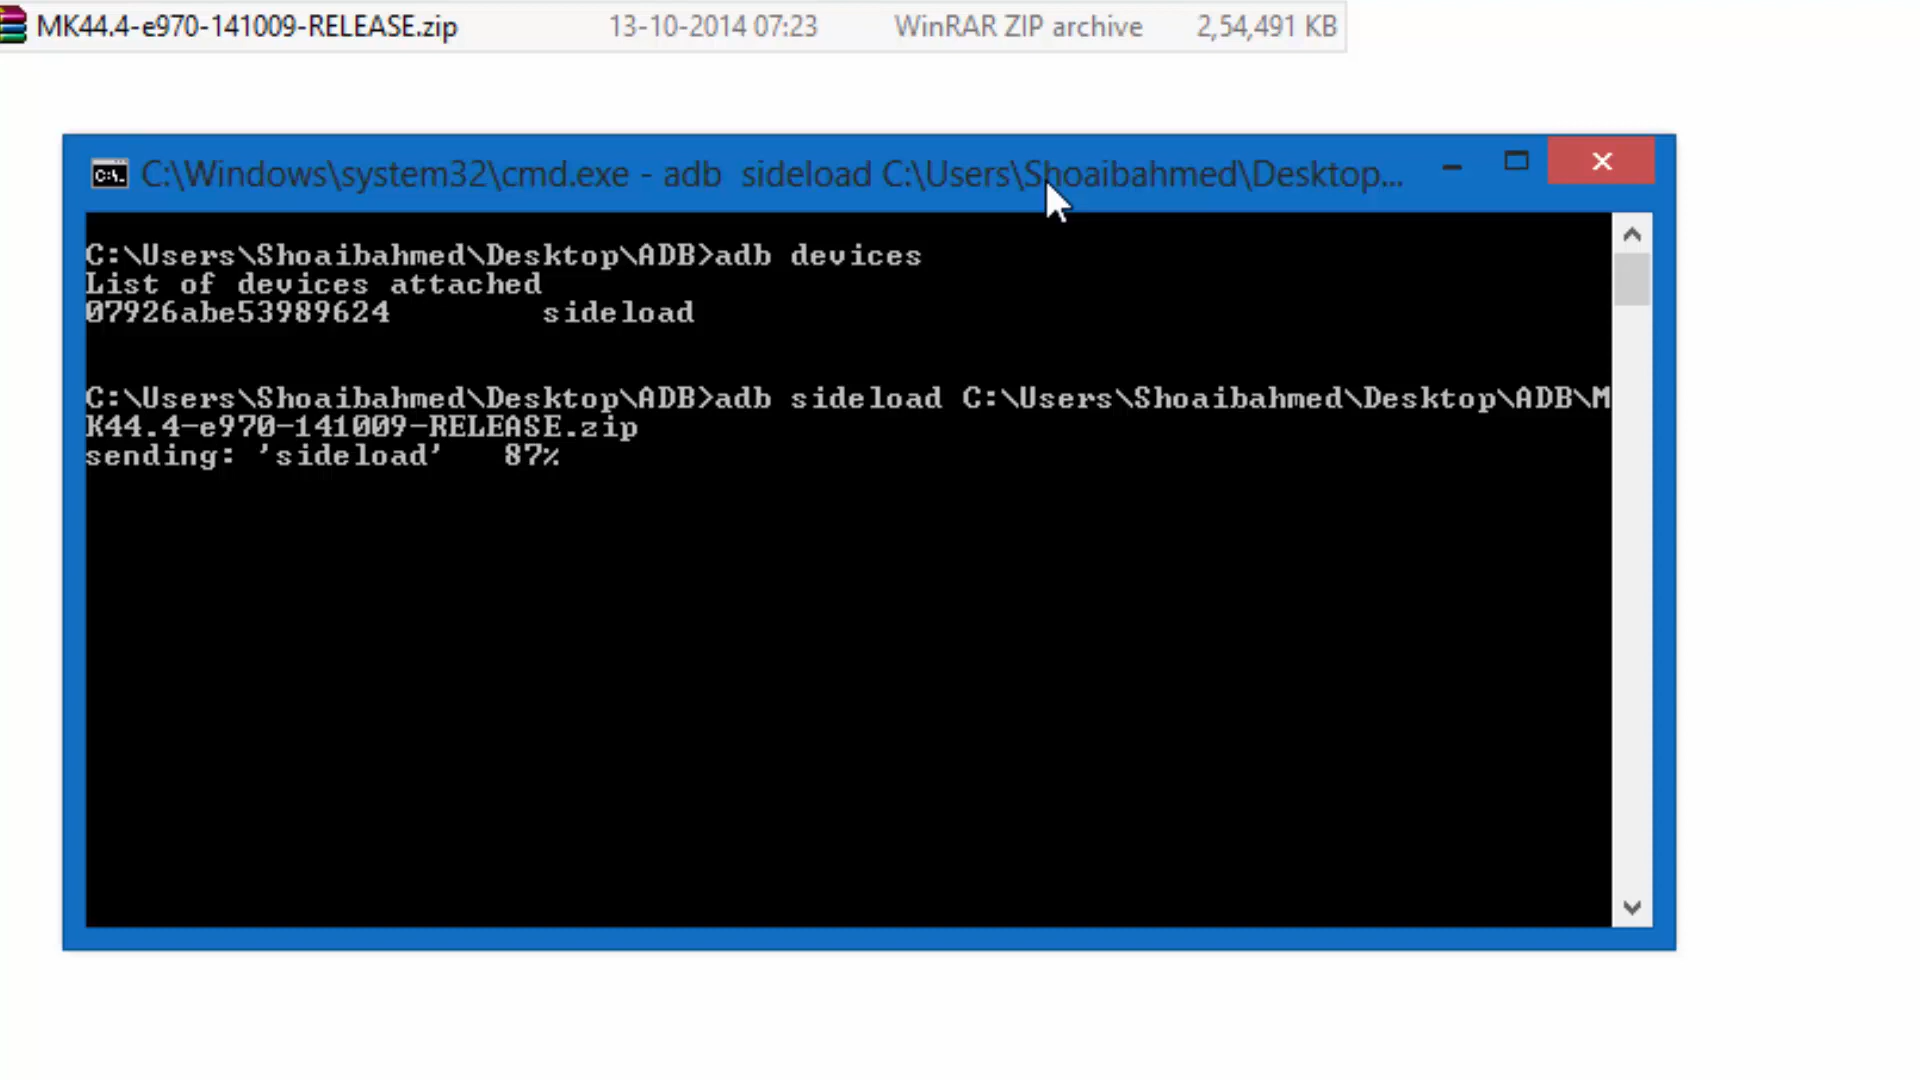 MK44.4-e970-141009-RELEASE.zip 13-10-2014 07:23 WinRAR ZIP archive 2,54,491 KB
C:\Windows\system32\cmd.exe - adb  sideload C:\Users\Shoaibahmed\Desktop...
C:\Users\Shoaibahmed\Desktop\ADB>adb devices
List of devices attached
07926abe53989624        sideload
C:\Users\Shoaibahmed\Desktop\ADB>adb sideload C:\Users\Shoaibahmed\Desktop\ADB\M
K44.4-e970-141009-RELEASE.zip
sending: 'sideload'   87%